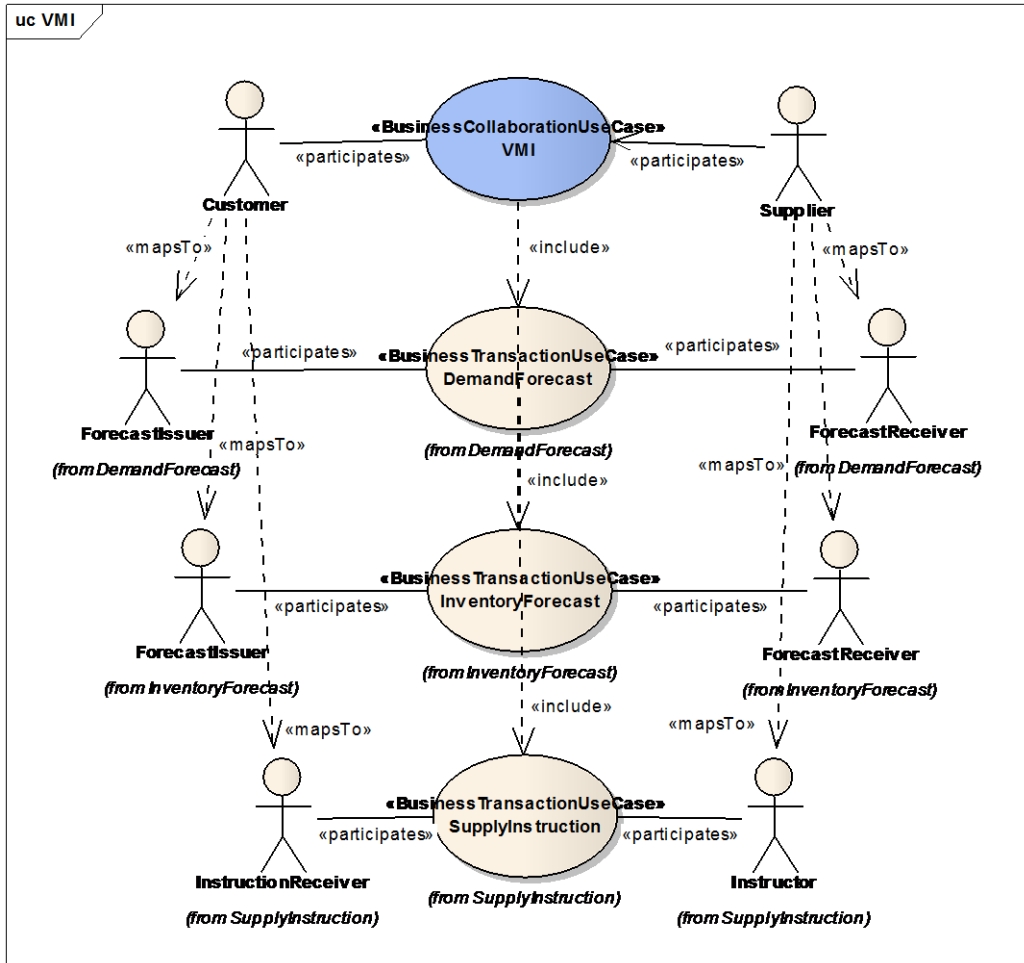 uc VMI
«BusinessCollaborationUseCase»
VMI
«participates»
«participates»
Customer
Supplier
«mapsTo»
«include»
«mapsTo»
«participates»
«BusinessTransactionUseCase»
DemandForecast
«participates»
ForecastIssuer
(from DemandForecast)
«mapsTo»
(from DemandForecast)
ForecastReceiver
(from DemandForecast)
«mapsTo»
«include»
«BusinessTransactionUseCase»
InventoryForecast
«participates»
«participates»
ForecastIssuer
(from InventoryForecast)
(from InventoryForecast)
ForecastReceiver
(from InventoryForecast)
«include»
«mapsTo»
«mapsTo»
«BusinessTransactionUseCase»
SupplyInstruction
«participates»
«participates»
InstructionReceiver
(from SupplyInstruction)
(from SupplyInstruction)
Instructor
(from SupplyInstruction)